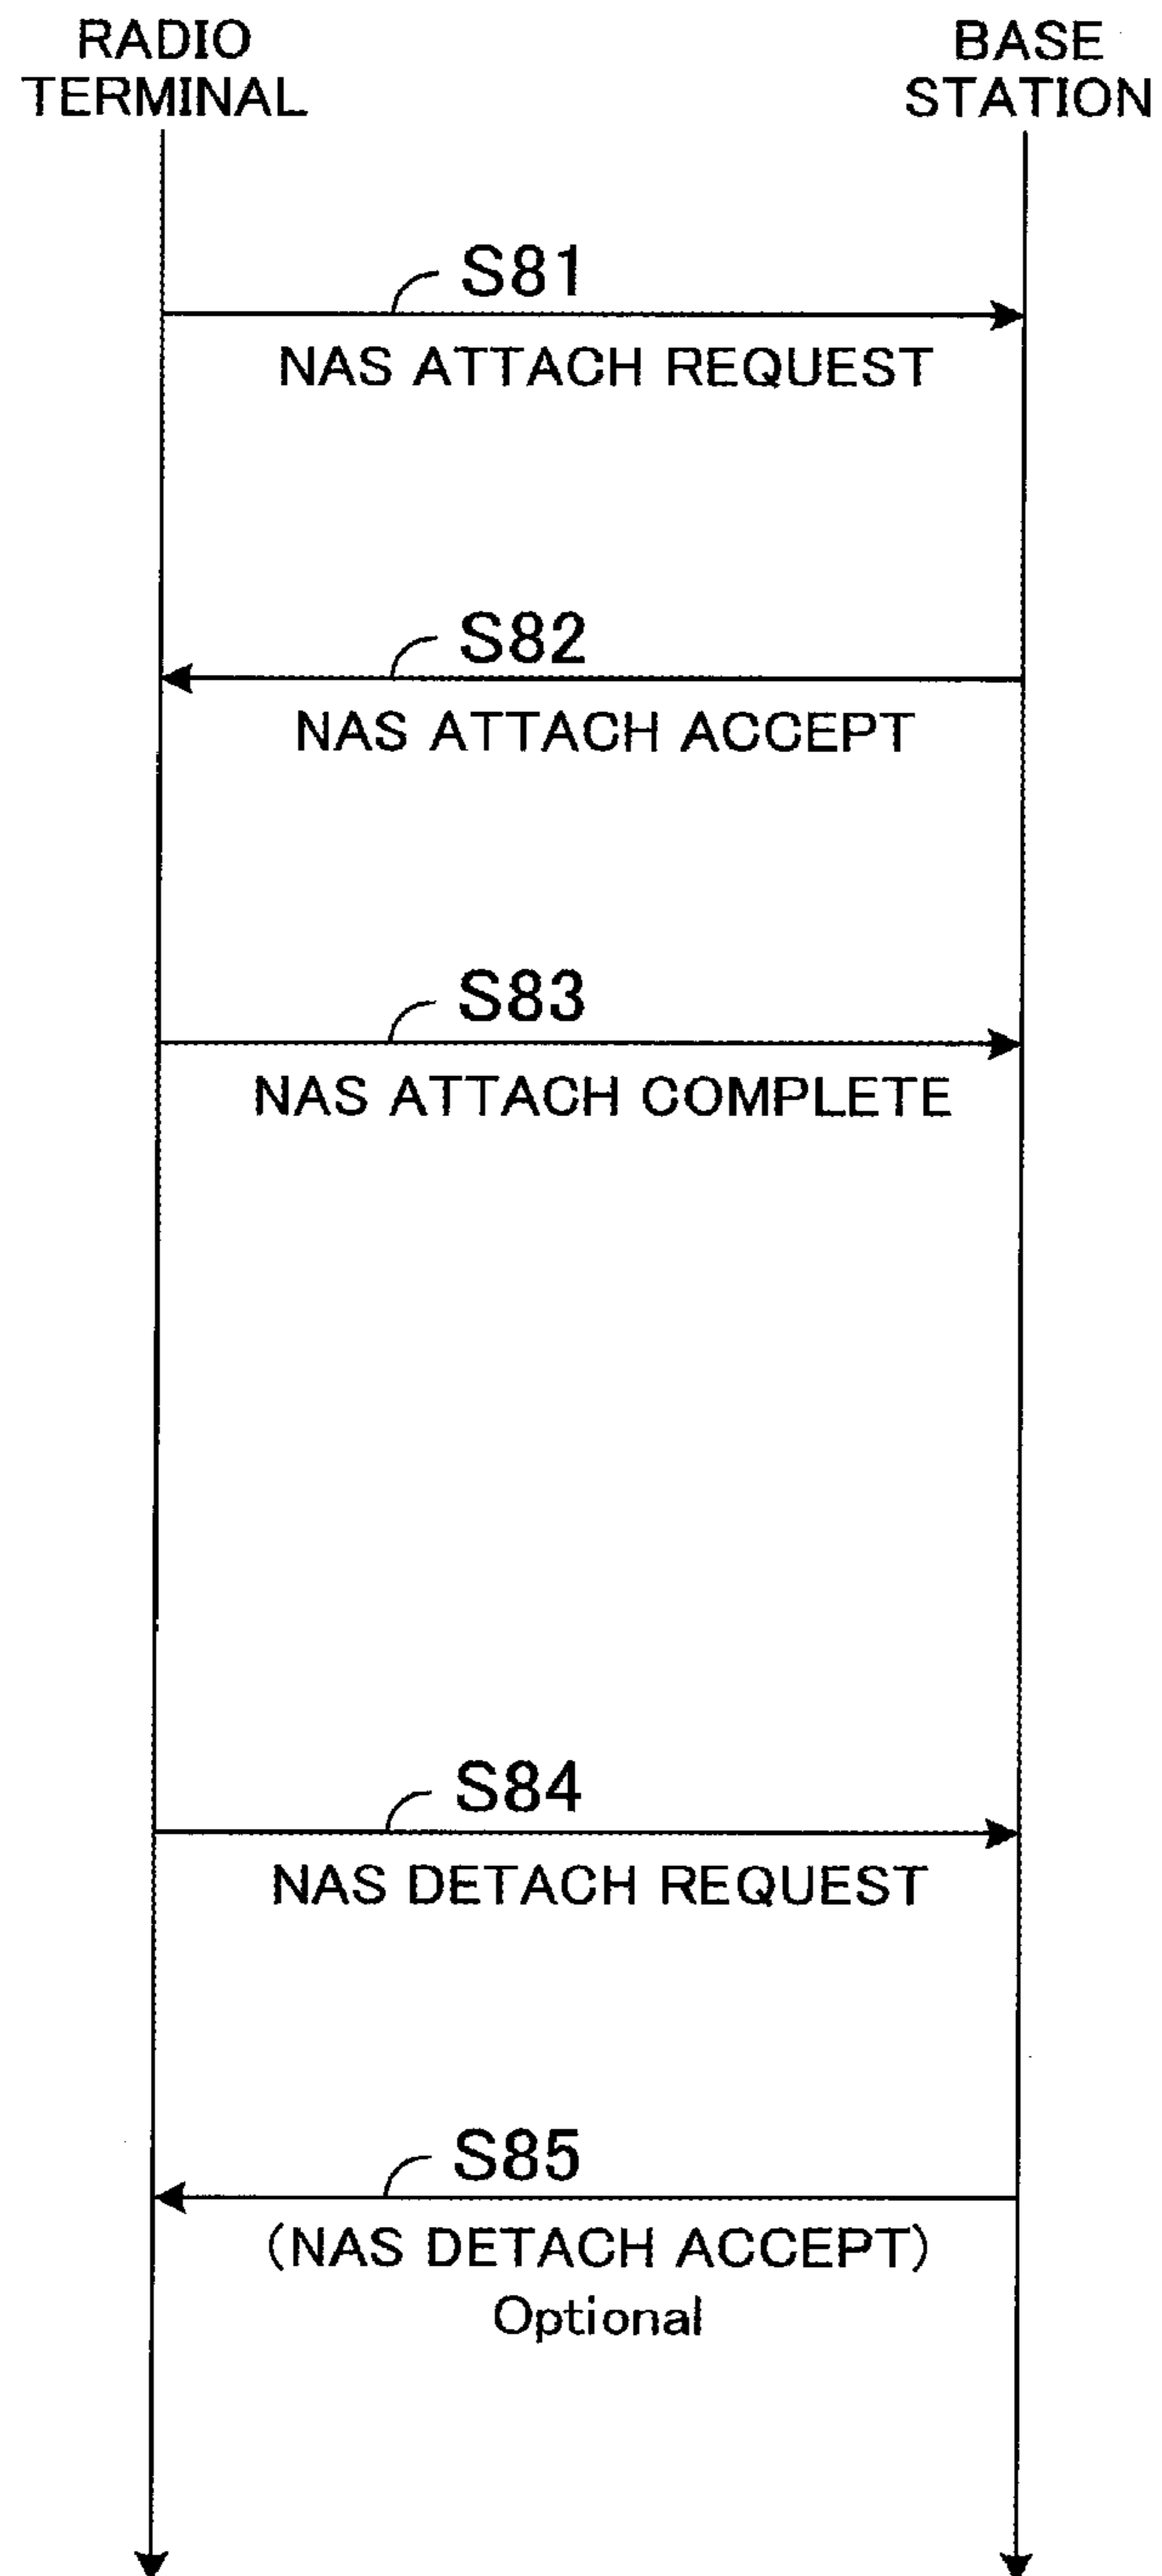 RADIO
TERMINAL
BASE
STATION
S81
NAS ATTACH REQUEST
S82
NAS ATTACH ACCEPT
S83
NAS ATTACH COMPLETE
S84
NAS DETACH REQUEST
S85
(NAS DETACH ACCEPT)
Optional